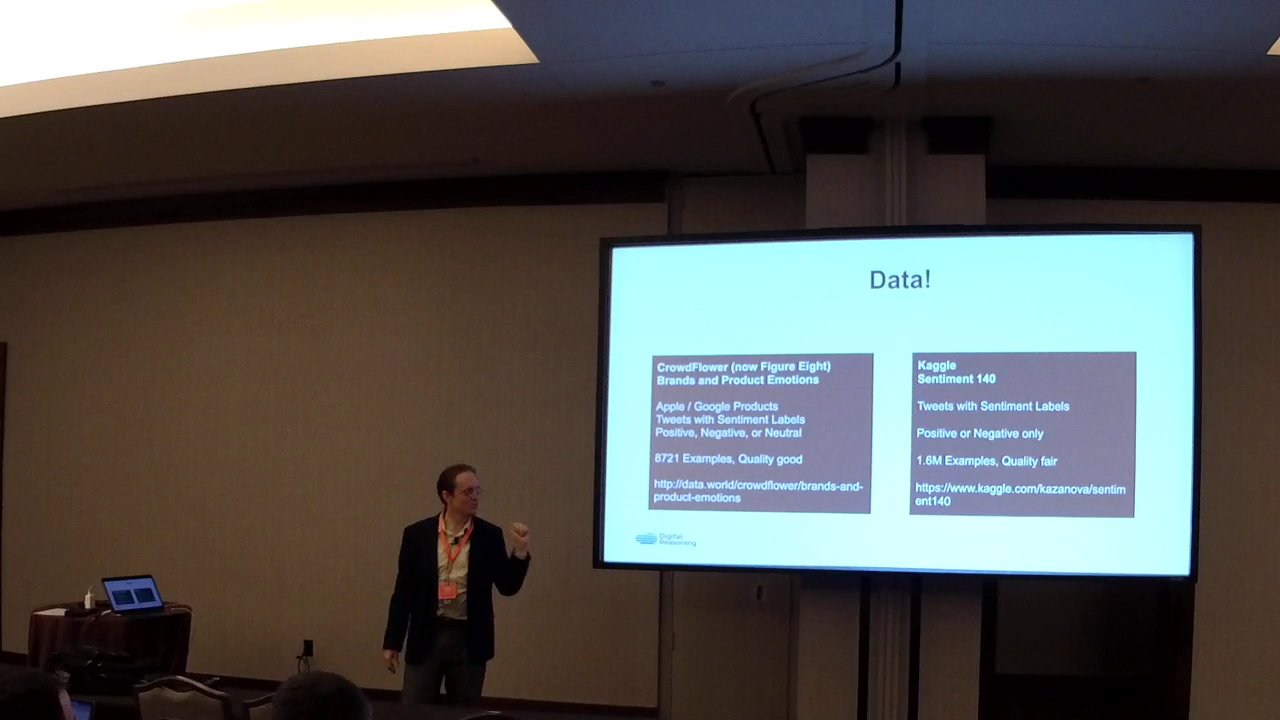 Data!
CrowdFlower (now Figure Eight)
Brands and Product Emotions
Apple / Google Products
Tweets with Sentiment Labels
Positive, Negative, or Neutral
8721 Examples, Quality good
http://data.world/crowdflower/brands-and-
product-emotions
Kaggle
Sentiment 140
Tweets with Sentiment Labels
Positive or Negative only
1.6M Examples, Quality fair
https://www.kaggle.com/kazanova/sentim
ent140
Digital
Reasoning